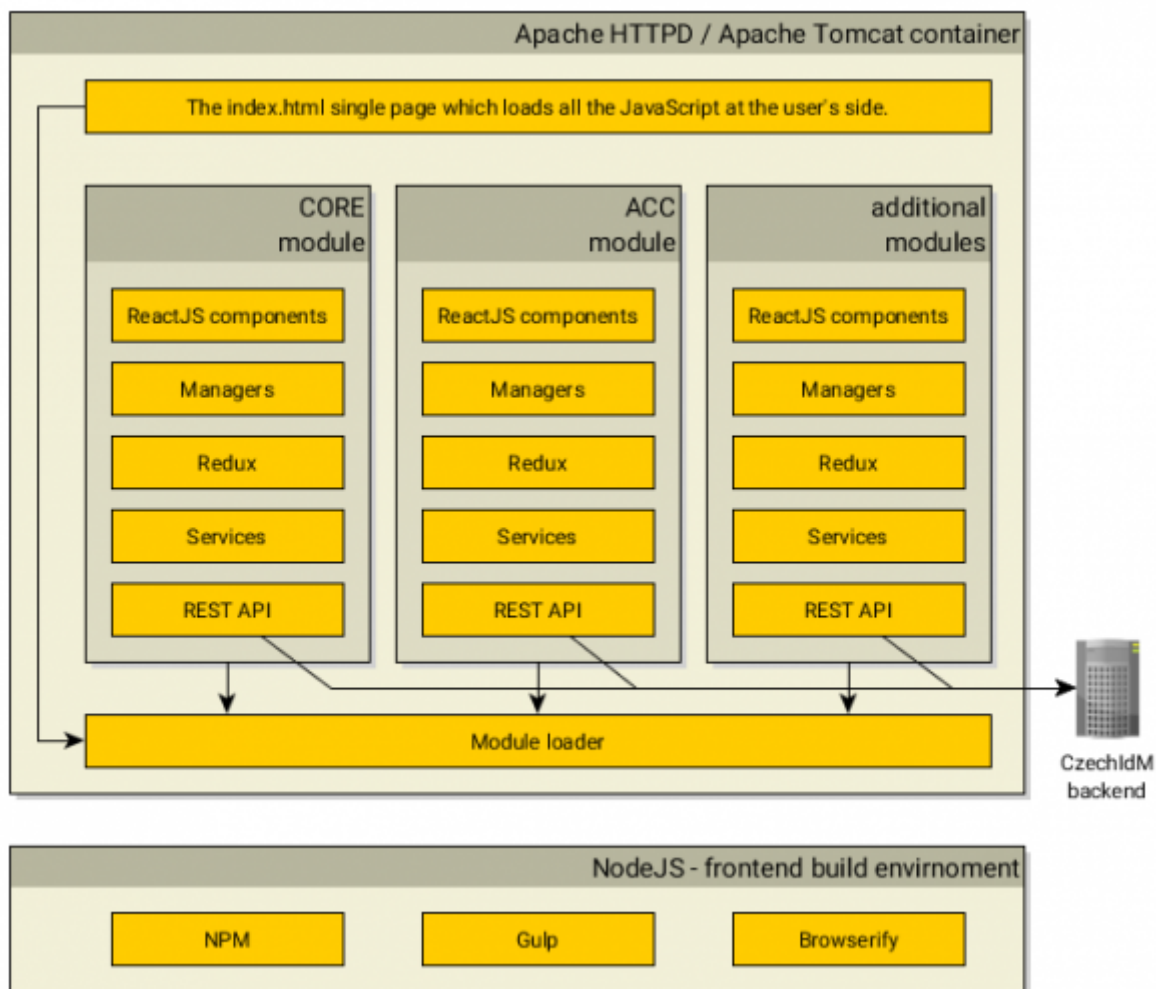 Apache HTTPD / Apache Tomcat container
The index.html single page which loads all the JavaScript at the user's side.
CORE
module
ReactJS components
Managers
Redux
Services
REST API
ACC
module
ReactJS components
Managers
Redux
Services
REST API
additional
modules
ReactJS components
Managers
Redux
Services
REST API
Module loader
CzechIdM
backend
NodeJS - frontend build envirnoment
NPM
Gulp
Browserify